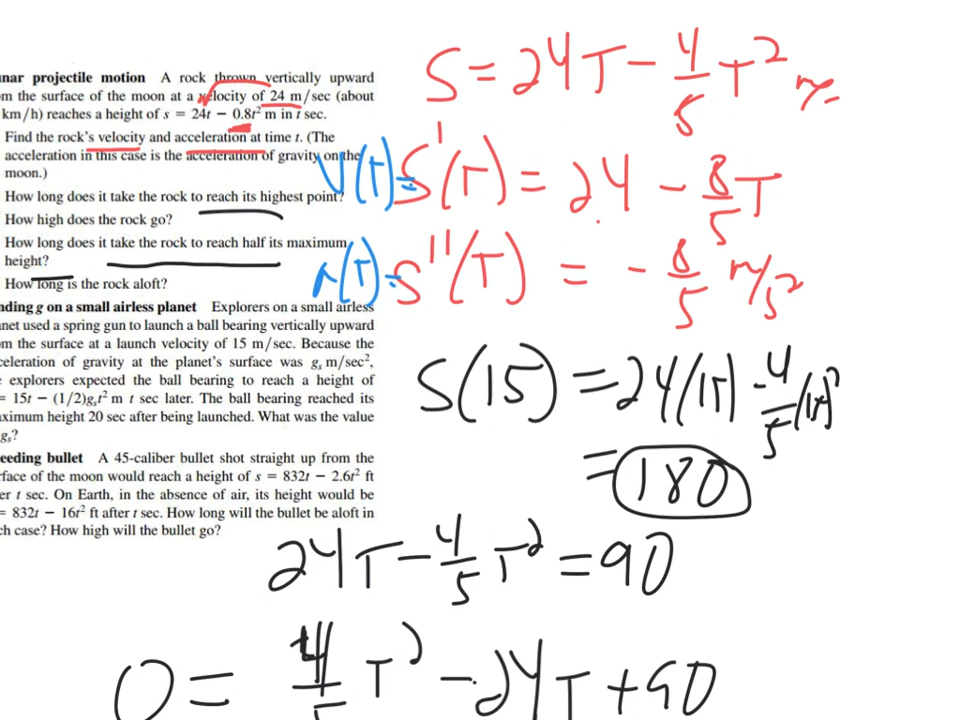 nar projectile motion A rock thrown vertically upward
m the surface of the moon at a velocity of 24 m/sec (about
km/h) reaches a height of s = 24t − 0.8t² m in t sec.
Find the rock's velocity and acceleration at time t. (The
acceleration in this case is the acceleration of gravity on the
moon.)
How long does it take the rock to reach its highest point?
How high does the rock go?
How long does it take the rock to reach half its maximum
height?
How long is the rock aloft?
nding g on a small airless planet Explorers on a small airless
net used a spring gun to launch a ball bearing vertically upward
m the surface at a launch velocity of 15 m/sec. Because the
celeration of gravity at the planet's surface was gₛ m/sec²,
explorers expected the ball bearing to reach a height of
= 15t − (1/2)gₛt² m t sec later. The ball bearing reached its
ximum height 20 sec after being launched. What was the value
gₛ?
eeding bullet A 45-caliber bullet shot straight up from the
rface of the moon would reach a height of s = 832t − 2.6t² ft
er t sec. On Earth, in the absence of air, its height would be
= 832t − 16t² ft after t sec. How long will the bullet be aloft in
ch case? How high will the bullet go?
S = 24T − 4/5 T² m
V(T) = S'(T) = 24 − 8/5 T
A(T) = S''(T) = − 8/5 m/s²
S(15) = 24(15) − 4/5 (15)²
= 180
24T − 4/5 T² = 90
0 = 4/5 T² − 24T + 90